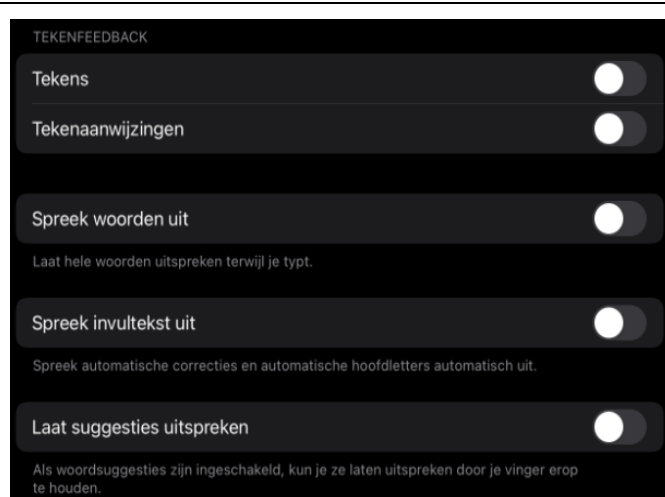 TEKENFEEDBACK
Tekens
Tekenaanwijzingen
Spreek woorden uit
Laat hele woorden uitspreken terwijl je typt.
Spreek invultekst uit
Spreek automatische correcties en automatische hoofdletters automatisch uit.
Laat suggesties uitspreken
Als woordsuggesties zijn ingeschakeld, kun je ze laten uitspreken door je vinger erop
te houden.